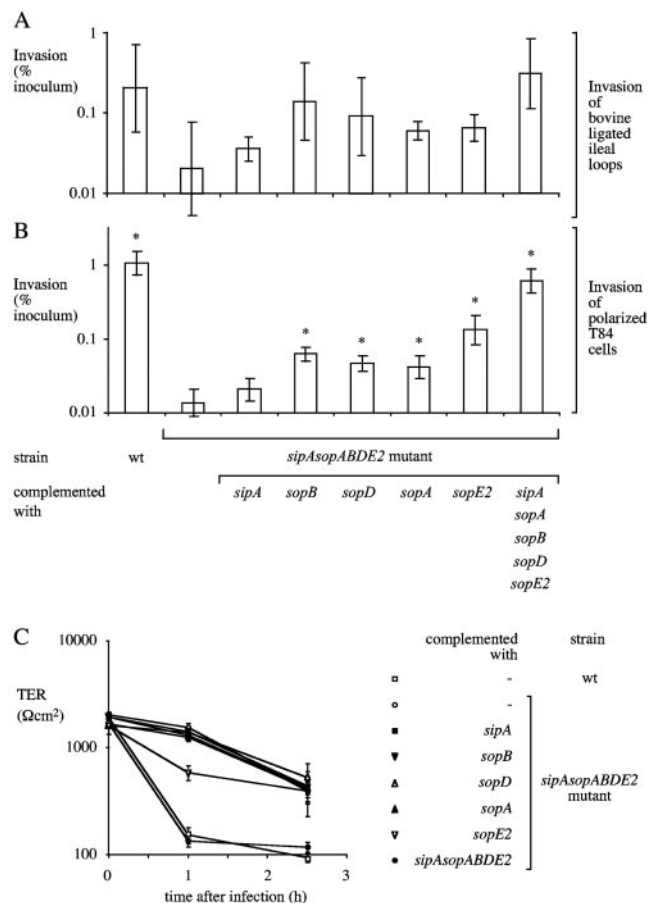 A
Invasion
(%
inoculum)
1
0.1
0.01
Invasion
of
bovine
ligated
ileal
loops
B
Invasion
(%
inoculum)
1
0.1
0.01
* * * * * *
Invasion
of
polarized
T84
cells
strain wt sipAsopABDE2 mutant
complemented
with
sipA sopB sopD sopA sopE2 sipA
sopA
sopB
sopD
sopE2
C
TER
(Ωcm²)
10000
1000
100
0 1 2 3
time after infection (h)
complemented
with
strain
- wt
-
sipA
sopB
sopD
sopA
sopE2
sipAsopABDE2
sipAsopABDE2
mutant